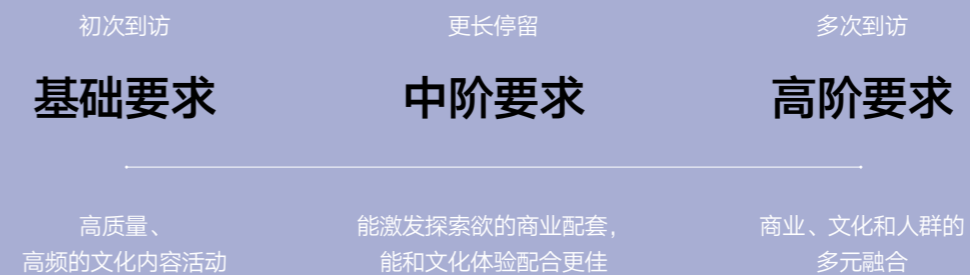 初次到访
更长停留
多次到访
基础要求
中阶要求
高阶要求
高质量、
高频的文化内容活动
能激发探索欲的商业配套，
能和文化体验配合更佳
商业、文化和人群的
多元融合